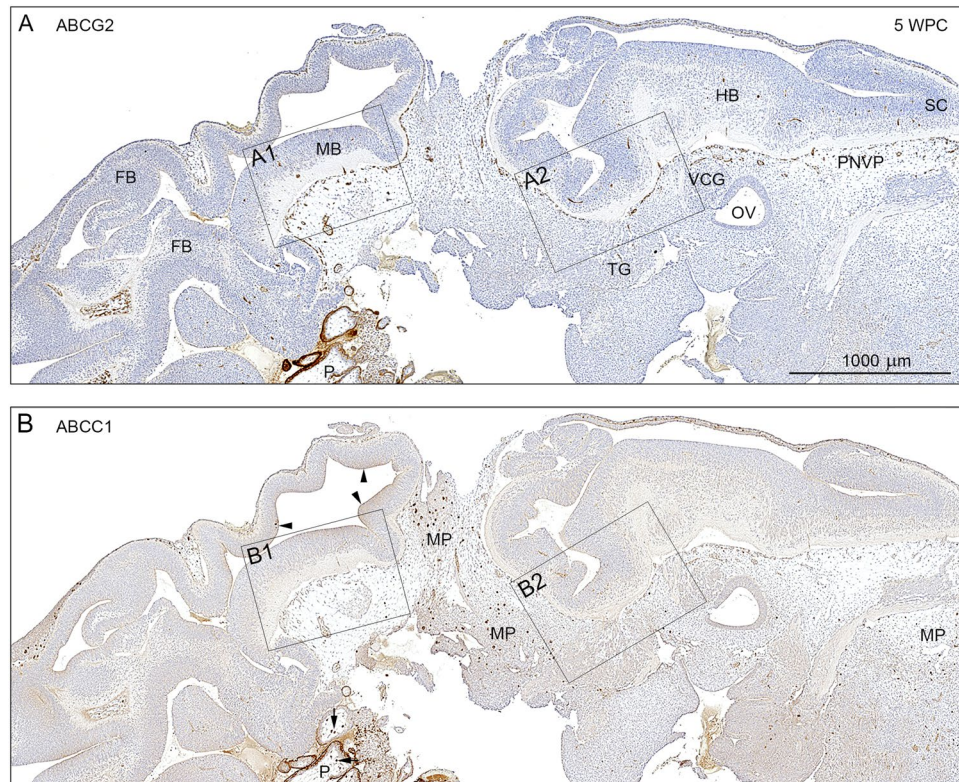 A ABCG2 5 WPC
HB
SC
A1
MB
FB
PNVP
A2
VCG
OV
FB
TG
1000 µm
P
B ABCC1
B1
MP
B2
MP
MP
P